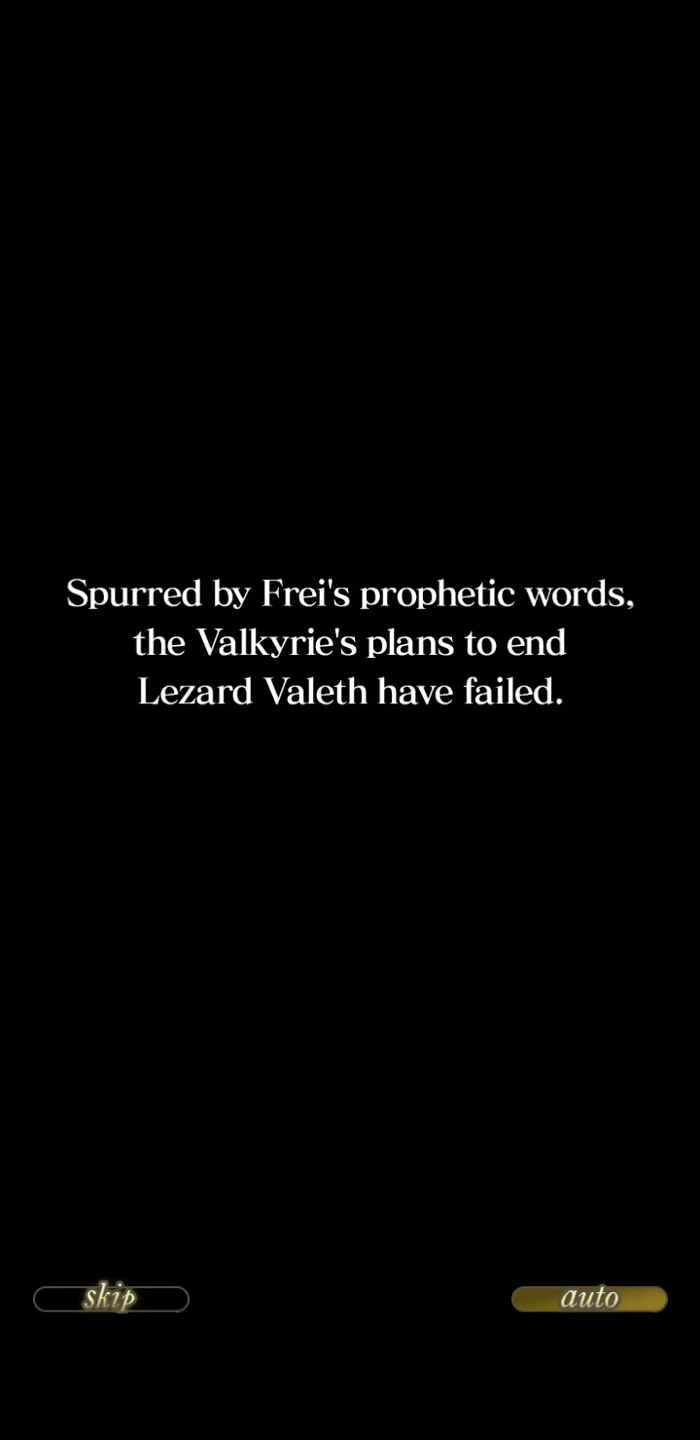 Spurred by Frei's prophetic words,
the Valkyrie's plans to end
Lezard Valeth have failed.
skip
auto